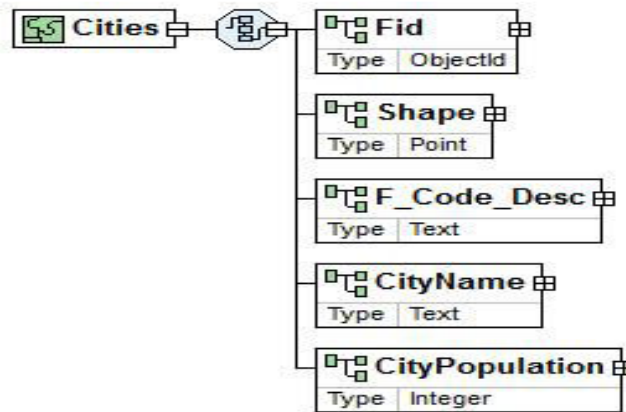 Cities
Fid
Type ObjectId
Shape
Type Point
F_Code_Desc
Type Text
CityName
Type Text
CityPopulation
Type Integer